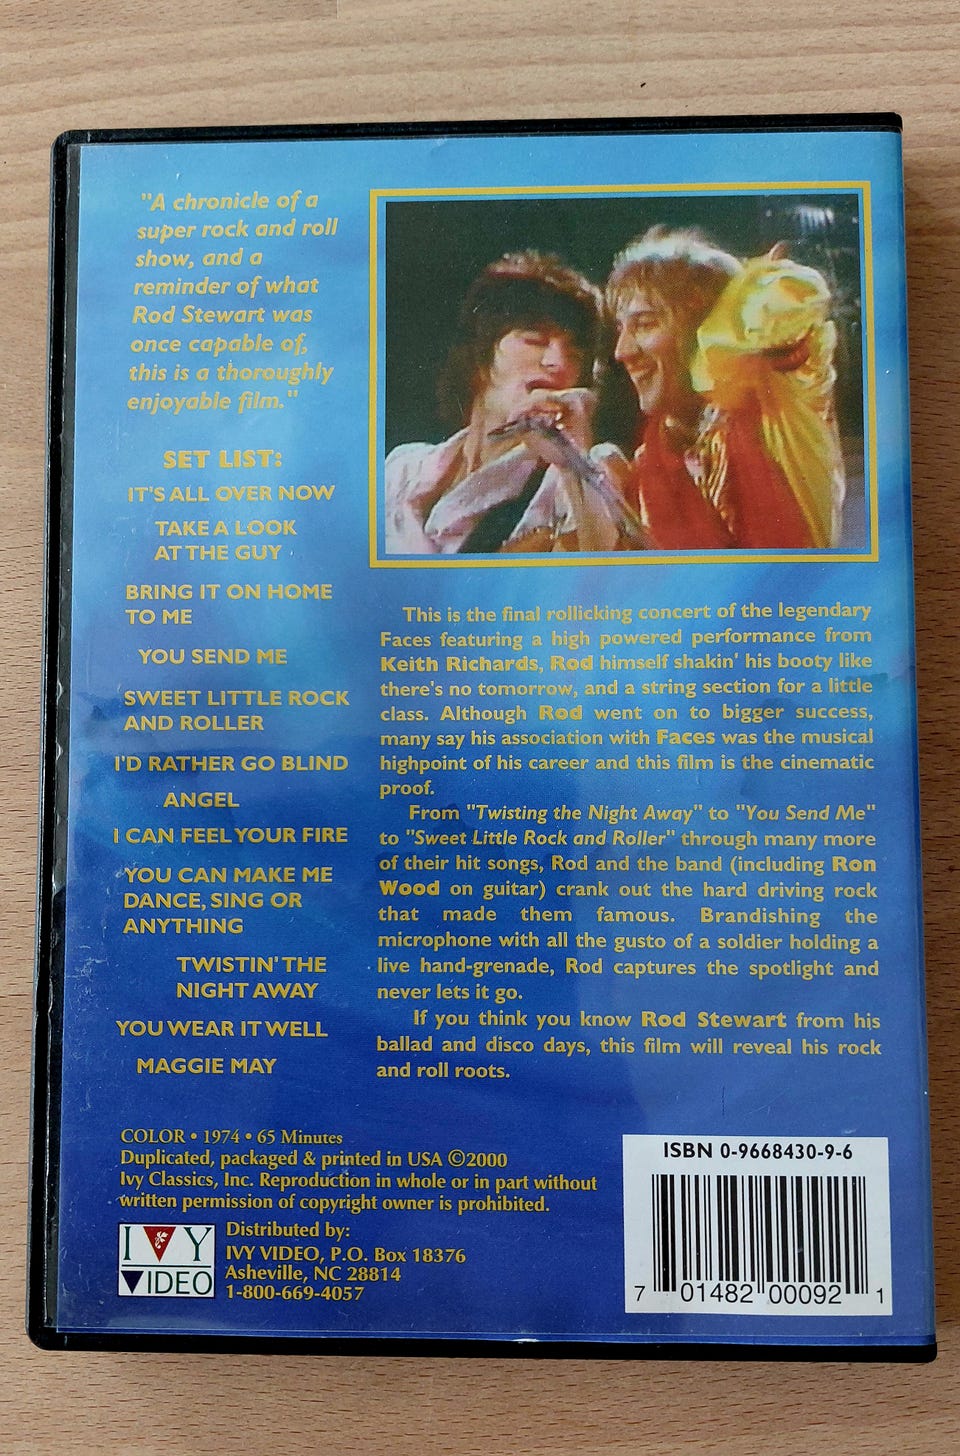 "A chronicle of a
super rock and roll
show, and a
reminder of what
Rod Stewart was
once capable of,
this is a thoroughly
enjoyable film."
SET LIST:
IT'S ALL OVER NOW
TAKE A LOOK
AT THE GUY
BRING IT ON HOME
TO ME
YOU SEND ME
SWEET LITTLE ROCK
AND ROLLER
I'D RATHER GO BLIND
ANGEL
I CAN FEEL YOUR FIRE
YOU CAN MAKE ME
DANCE, SING OR
ANYTHING
TWISTIN' THE
NIGHT AWAY
YOU WEAR IT WELL
MAGGIE MAY
This is the final rollicking concert of the legendary
Faces featuring a high powered performance from
Keith Richards, Rod himself shakin' his booty like
there's no tomorrow, and a string section for a little
class. Although Rod went on to bigger success,
many say his association with Faces was the musical
highpoint of his career and this film is the cinematic
proof.
From "Twisting the Night Away" to "You Send Me"
to "Sweet Little Rock and Roller" through many more
of their hit songs, Rod and the band (including Ron
Wood on guitar) crank out the hard driving rock
that made them famous. Brandishing the
microphone with all the gusto of a soldier holding a
live hand-grenade, Rod captures the spotlight and
never lets it go.
If you think you know Rod Stewart from his
ballad and disco days, this film will reveal his rock
and roll roots.
COLOR • 1974 • 65 Minutes
Duplicated, packaged & printed in USA ©2000
Ivy Classics, Inc. Reproduction in whole or in part without
written permission of copyright owner is prohibited.
IVY
VIDEO
Distributed by:
IVY VIDEO, P.O. Box 18376
Asheville, NC 28814
1-800-669-4057
ISBN 0-9668430-9-6
7 01482 00092 1